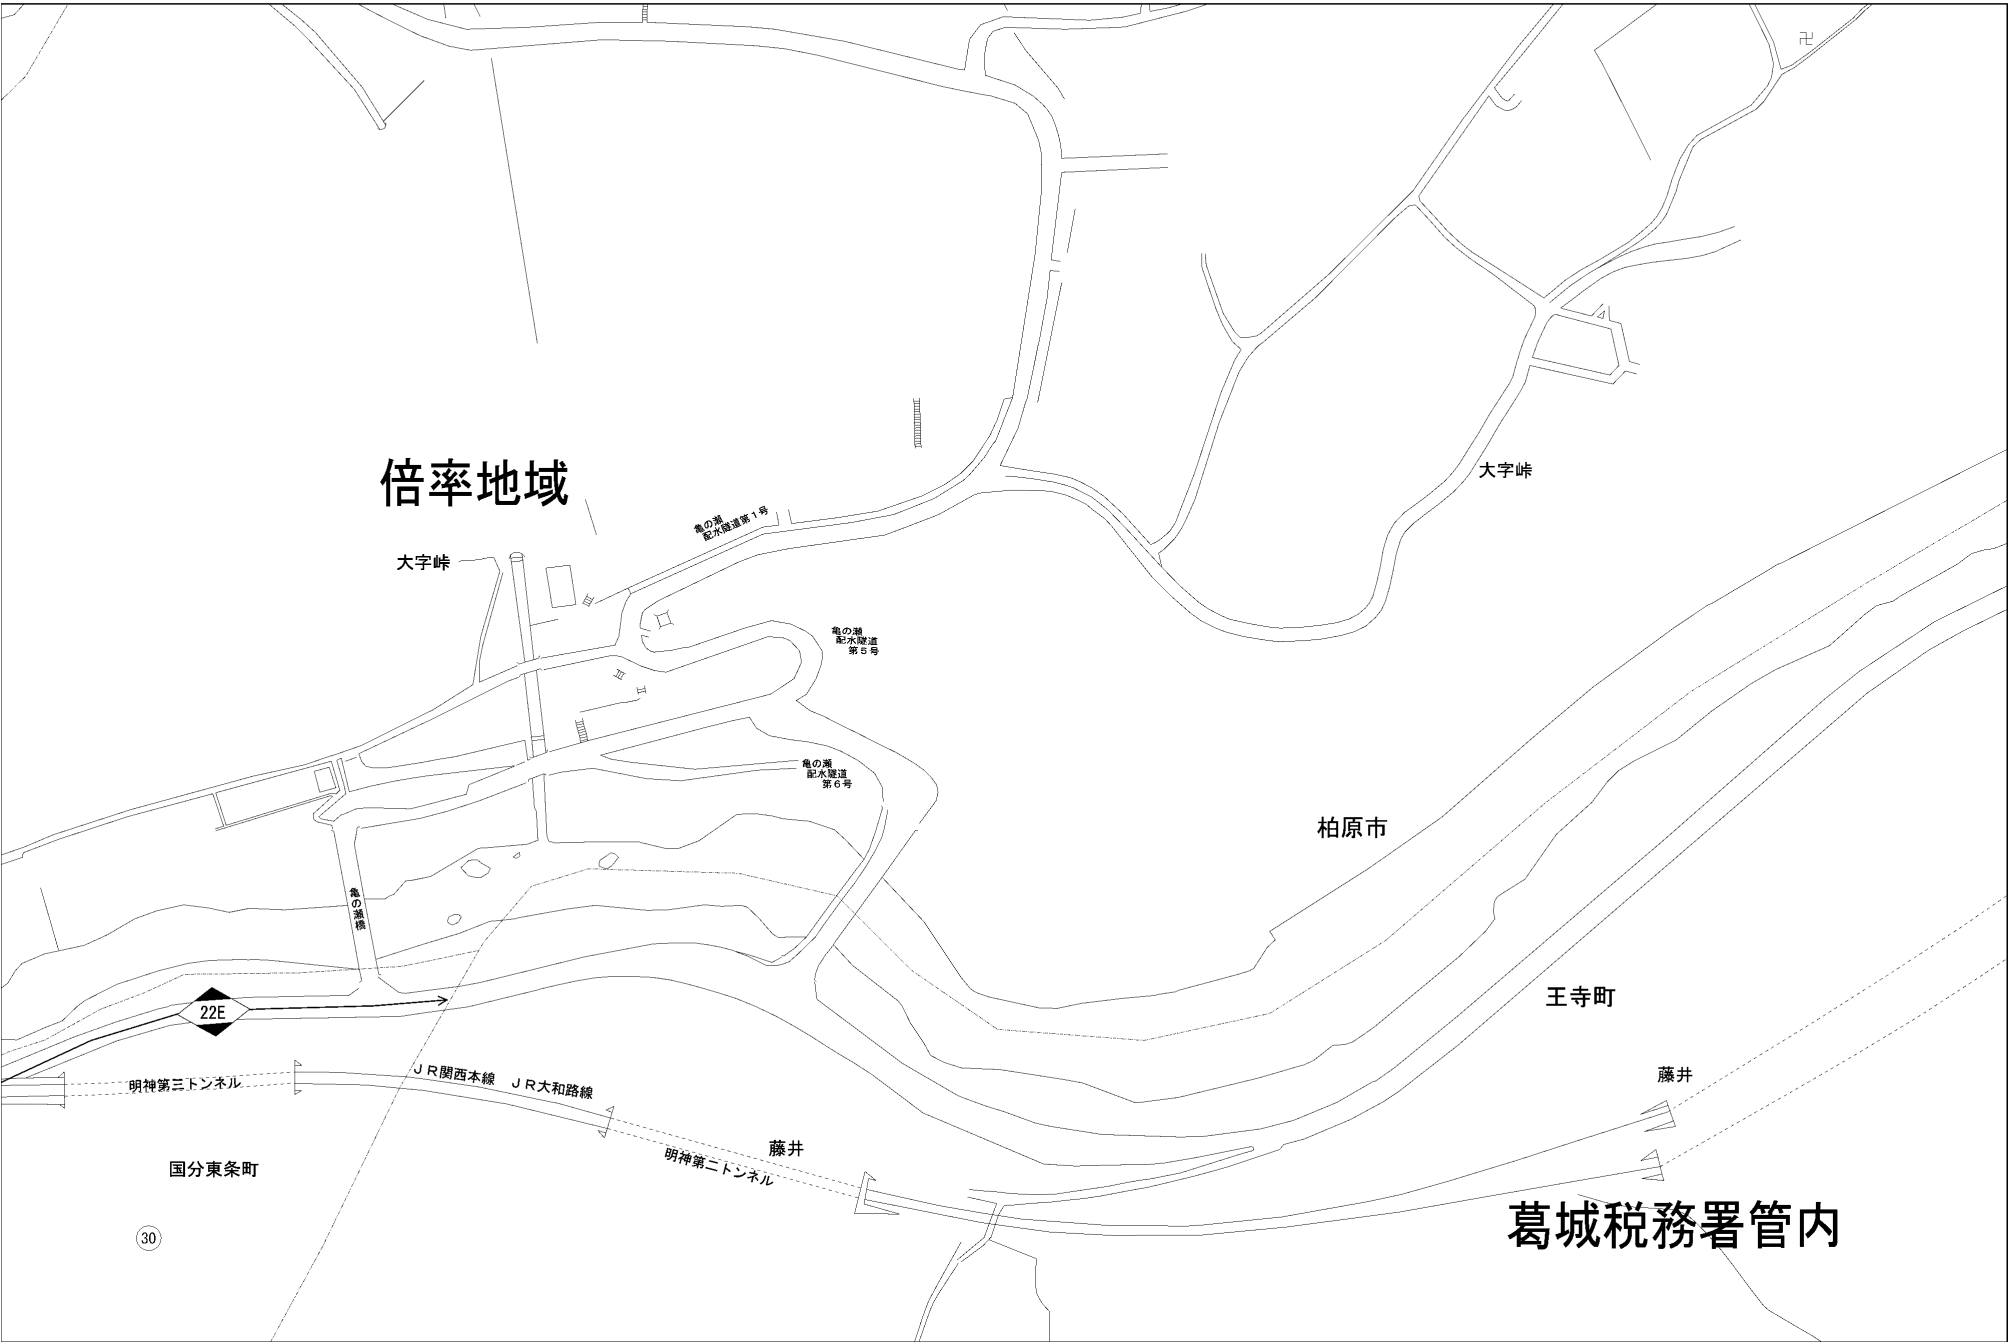 倍率地域
大字峠
大字峠
亀の瀬
配水隧道第１号
亀の瀬
配水隧道
第５号
亀の瀬
配水隧道
第６号
柏原市
亀の瀬橋
王寺町
22E
藤井
明神第三トンネル
ＪＲ関西本線　ＪＲ大和路線
藤井
明神第二トンネル
国分東条町
葛城税務署管内
30